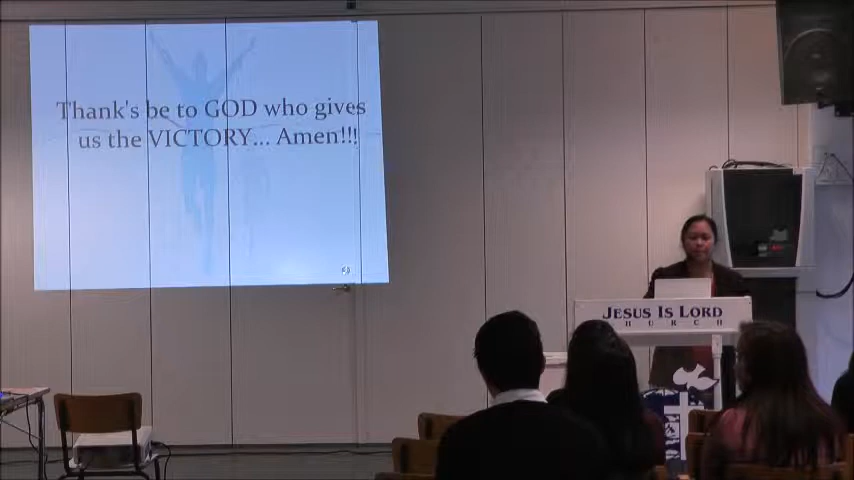 Thank's be to GOD who gives
us the VICTORY... Amen!!!
JESUS IS LORD
CHURCH